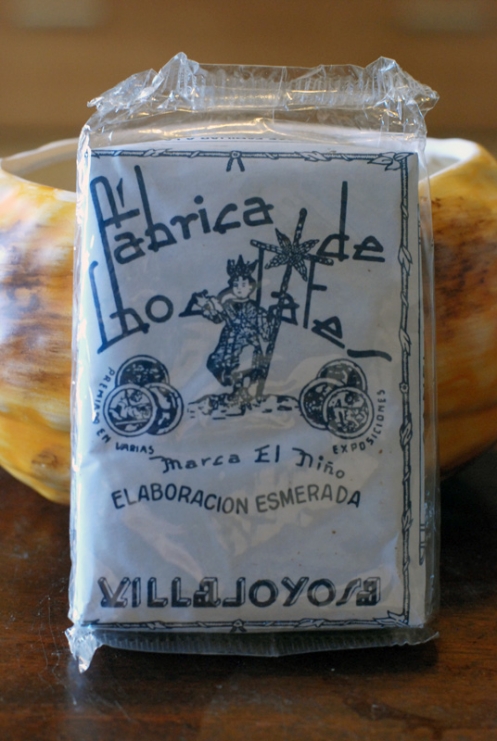 Fábrica de
Chocolates
PREMIADA EN VARIAS
EXPOSICIONES
Marca El Niño
ELABORACION ESMERADA
VILLAJOYOSA